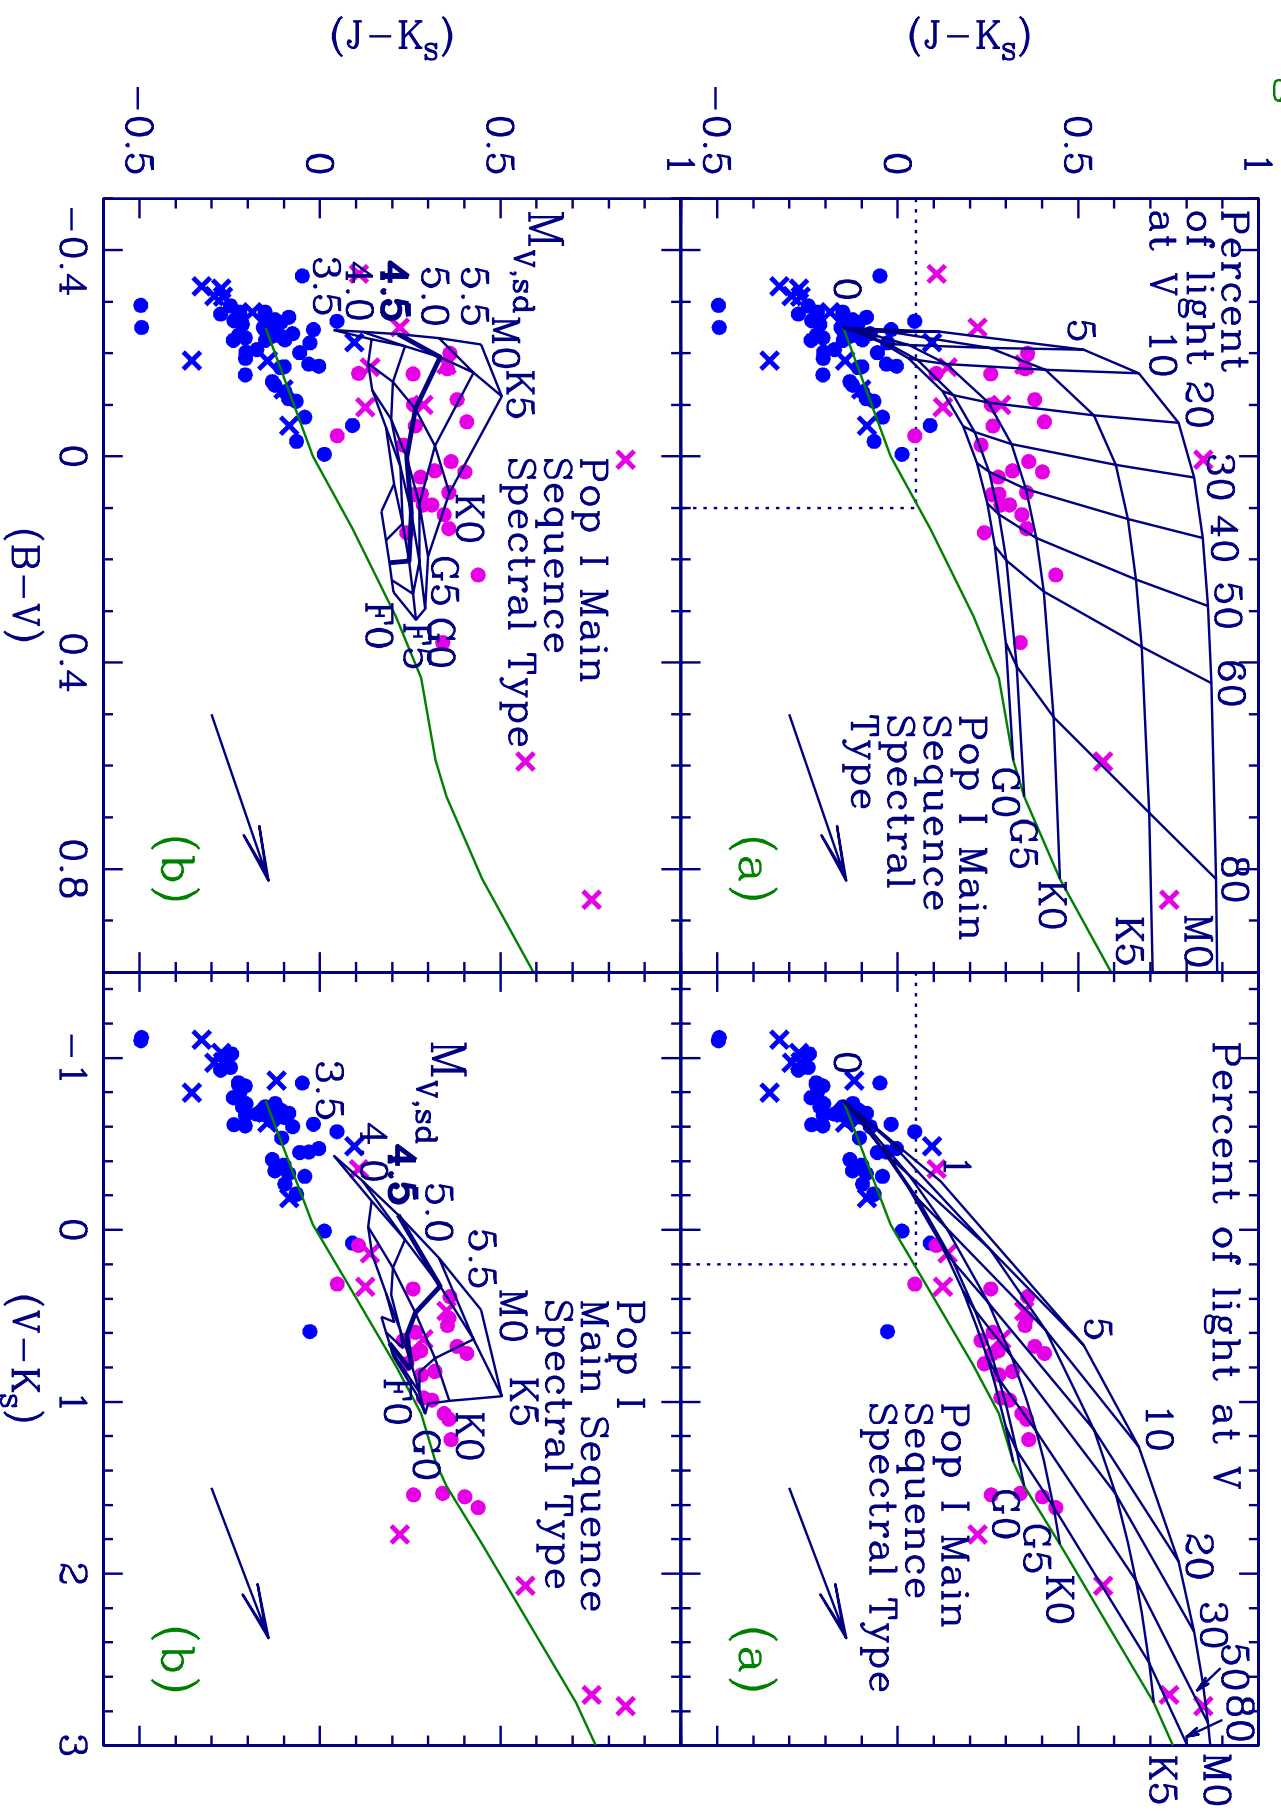 (J−K_S)
1
0.5
0
−0.5
Percent
of light
at V
0
5
10
20
30
40
50
60
80
Pop I Main
Sequence
Spectral
Type
G0
G5
K0
K5
M0
(a)
Percent of light at V
0
1
5
10
20
30
50
80
Pop I Main
Sequence
Spectral Type
G0
G5
K0
K5
M0
(a)
(J−K_S)
1
0.5
0
−0.5
M_{V,sd}
5.5
5.0
4.5
4.0
3.5
M0
K5
K0
G5
G0
F5
F0
Pop I Main
Sequence
Spectral Type
(b)
M_{V,sd}
5.5
5.0
4.5
4.0
3.5
M0
K5
K0
G0
F0
Pop I
Main Sequence
Spectral Type
(b)
−0.4
0
0.4
0.8
−1
0
1
2
3
(B−V)
(V−K_S)